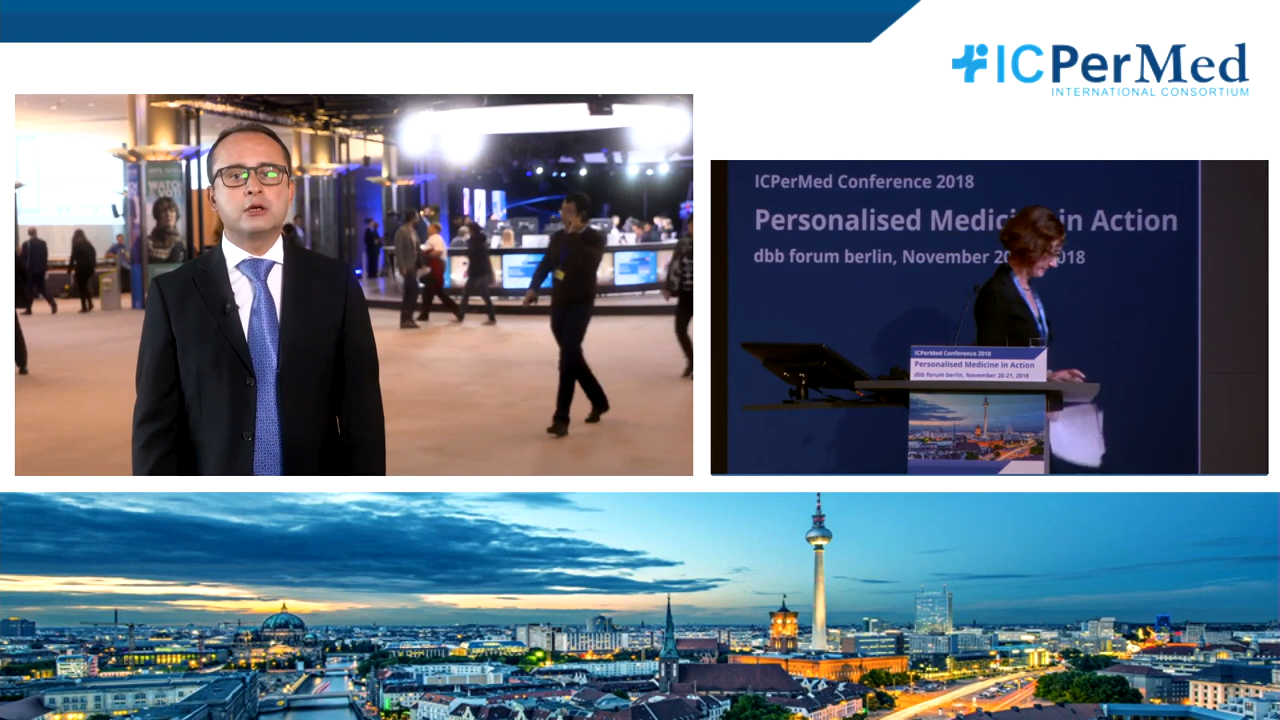 ICPerMed
INTERNATIONAL CONSORTIUM
ICPerMed Conference 2018
Personalised Medicine in Action
dbb forum berlin, November 20 2018
ICPerMed Conference 2018
Personalised Medicine in Action
dbb forum berlin, November 20-21, 2018